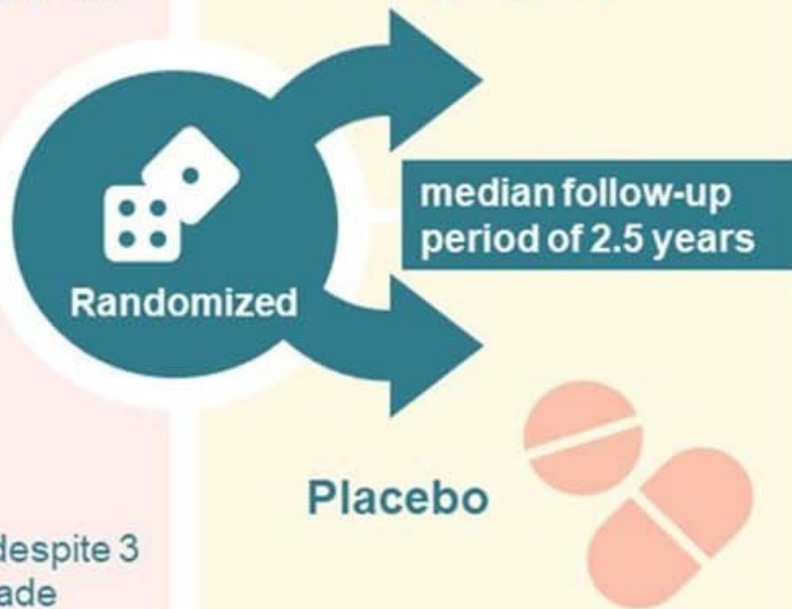 Randomized
median follow-up
period of 2.5 years
Placebo
despite 3
ade